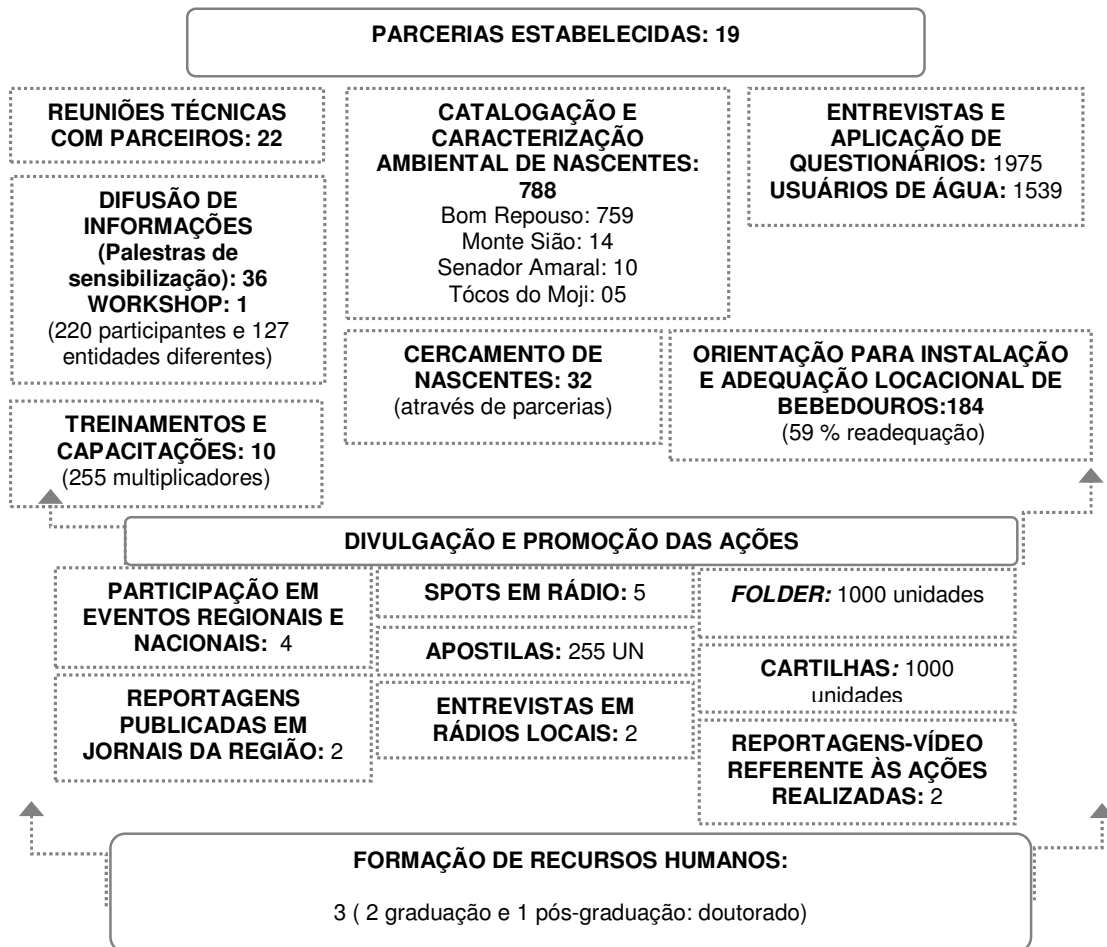 PARCERIAS ESTABELECIDAS: 19
REUNIÕES TÉCNICAS
COM PARCEIROS: 22
DIFUSÃO DE
INFORMAÇÕES
(Palestras de
sensibilização): 36
WORKSHOP: 1
(220 participantes e 127
entidades diferentes)
TREINAMENTOS E
CAPACITAÇÕES: 10
(255 multiplicadores)
CATALOGAÇÃO E
CARACTERIZAÇÃO
AMBIENTAL DE NASCENTES:
788
Bom Repouso: 759
Monte Sião: 14
Senador Amaral: 10
Tócos do Moji: 05
CERCAMENTO DE
NASCENTES: 32
(através de parcerias)
ENTREVISTAS E
APLICAÇÃO DE
QUESTIONÁRIOS: 1975
USUÁRIOS DE ÁGUA: 1539
ORIENTAÇÃO PARA INSTALAÇÃO
E ADEQUAÇÃO LOCACIONAL DE
BEBEDOUROS:184
(59 % readequação)
DIVULGAÇÃO E PROMOÇÃO DAS AÇÕES
PARTICIPAÇÃO EM
EVENTOS REGIONAIS E
NACIONAIS: 4
REPORTAGENS
PUBLICADAS EM
JORNAIS DA REGIÃO: 2
SPOTS EM RÁDIO: 5
APOSTILAS: 255 UN
ENTREVISTAS EM
RÁDIOS LOCAIS: 2
FOLDER: 1000 unidades
CARTILHAS: 1000
unidades
REPORTAGENS-VÍDEO
REFERENTE ÀS AÇÕES
REALIZADAS: 2
FORMAÇÃO DE RECURSOS HUMANOS:
3 ( 2 graduação e 1 pós-graduação: doutorado)